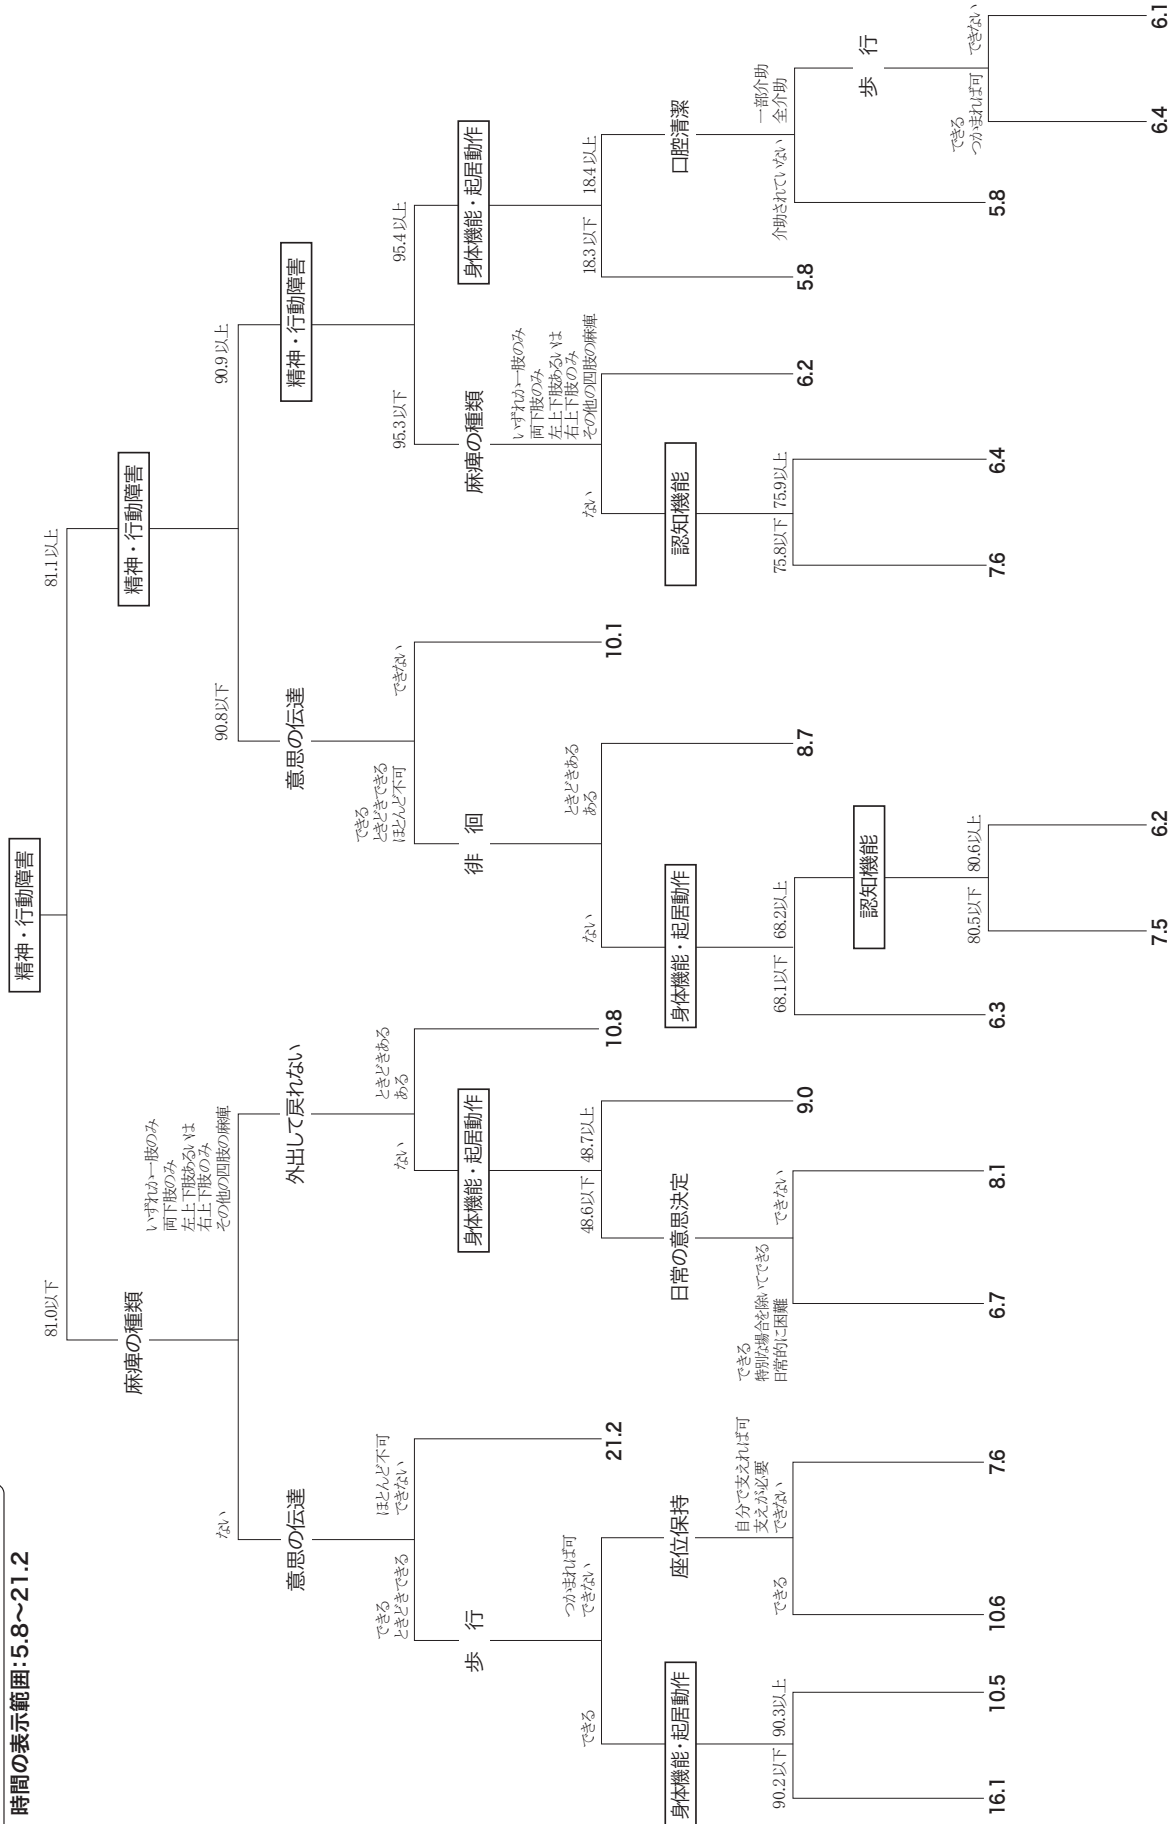 時間の表示範囲:5.8〜21.2
精神・行動障害
81.0以下
81.1以上
麻痺の種類
精神・行動障害
ない
いずれか一肢のみ
両下肢のみ
左上下肢あるいは
右上下肢のみ
その他の四肢の麻痺
90.8以下
90.9以上
意思の伝達
外出して戻れない
意思の伝達
精神・行動障害
できる
ときどきできる
ほとんど不可
できない
ない
ときどきある
ある
できる
ときどきできる
ほとんど不可
できない
95.3以下
95.4以上
歩 行
21.2
身体機能・起居動作
10.8
徘 徊
10.1
麻痺の種類
身体機能・起居動作
できる
つかまれば可
できない
48.6以下
48.7以上
ない
ときどきある
ある
ない
いずれか一肢のみ
両下肢のみ
左上下肢あるいは
右上下肢のみ
その他の四肢の麻痺
18.3以下
18.4以上
身体機能・起居動作
座位保持
日常の意思決定
9.0
身体機能・起居動作
8.7
認知機能
6.2
5.8
口腔清潔
90.2以下
90.3以上
できる
自分で支えれば可
支えが必要
できない
できる
特別な場合を除いてできる
日常的に困難
できない
68.1以下
68.2以上
75.8以下
75.9以上
介助されていない
一部介助
全介助
16.1
10.5
10.6
7.6
6.7
8.1
6.3
認知機能
7.6
6.4
5.8
歩 行
80.5以下
80.6以上
できる
つかまれば可
できない
7.5
6.2
6.4
6.1